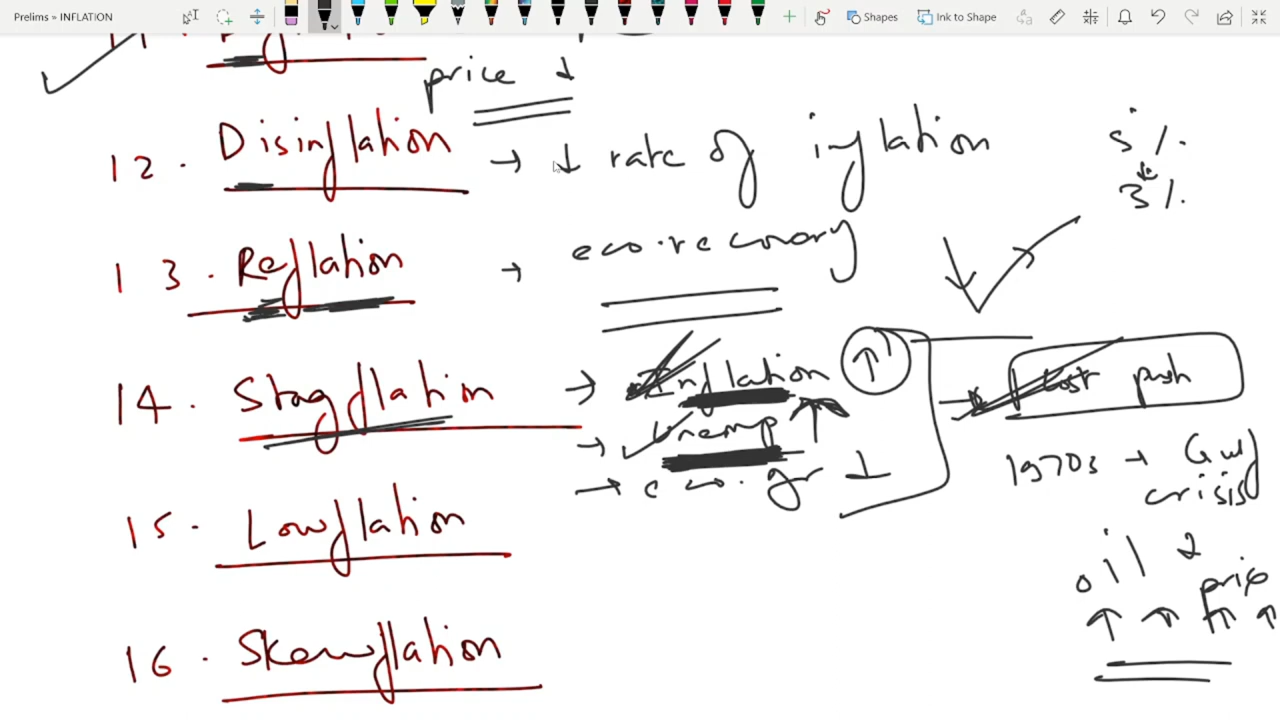 Prelims » INFLATION
Shapes
Ink to Shape
price ↓
12. Disinflation → ↓ rate of inflation 5%. ↓ 3%.
13. Reflation → eco. recovery
14. Stagflation → Inflation ↑ → cost push
→ Unemp ↑
→ eco. gr ↓
1970s → Gulf crisis
15. Lowflation
oil
price
↑ ↑ ↑ ↑
16. Skewflation